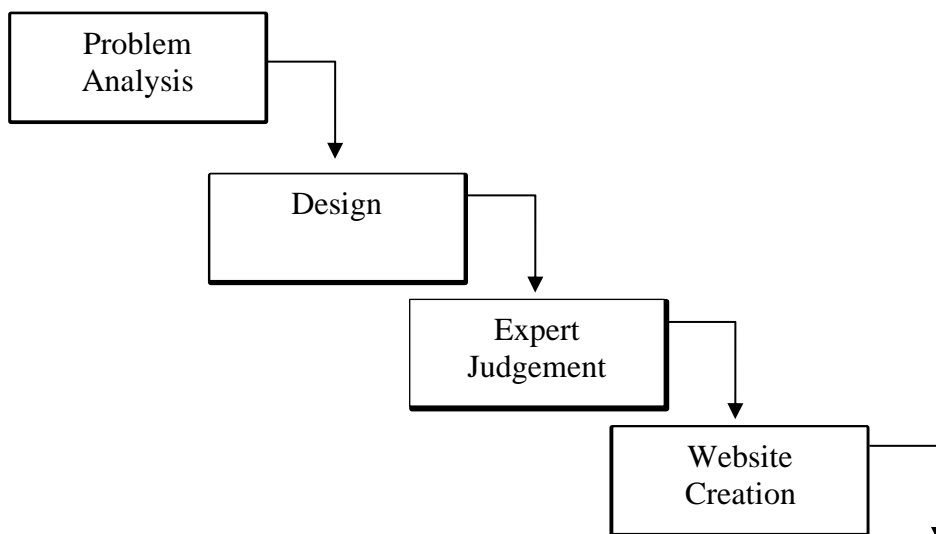 Problem
Analysis
Design
Expert
Judgement
Website
Creation